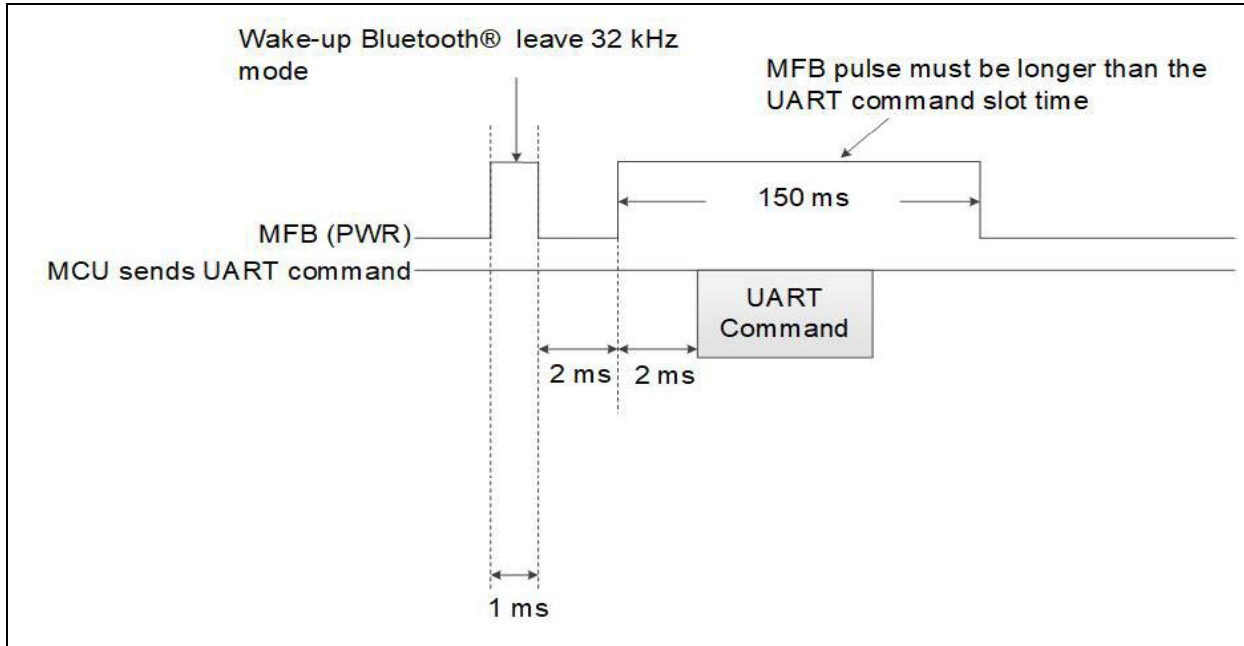 Wake-up Bluetooth® leave 32 kHz
mode
MFB pulse must be longer than the
UART command slot time
150 ms
MFB (PWR)
MCU sends UART command
UART
Command
2 ms
2 ms
1 ms